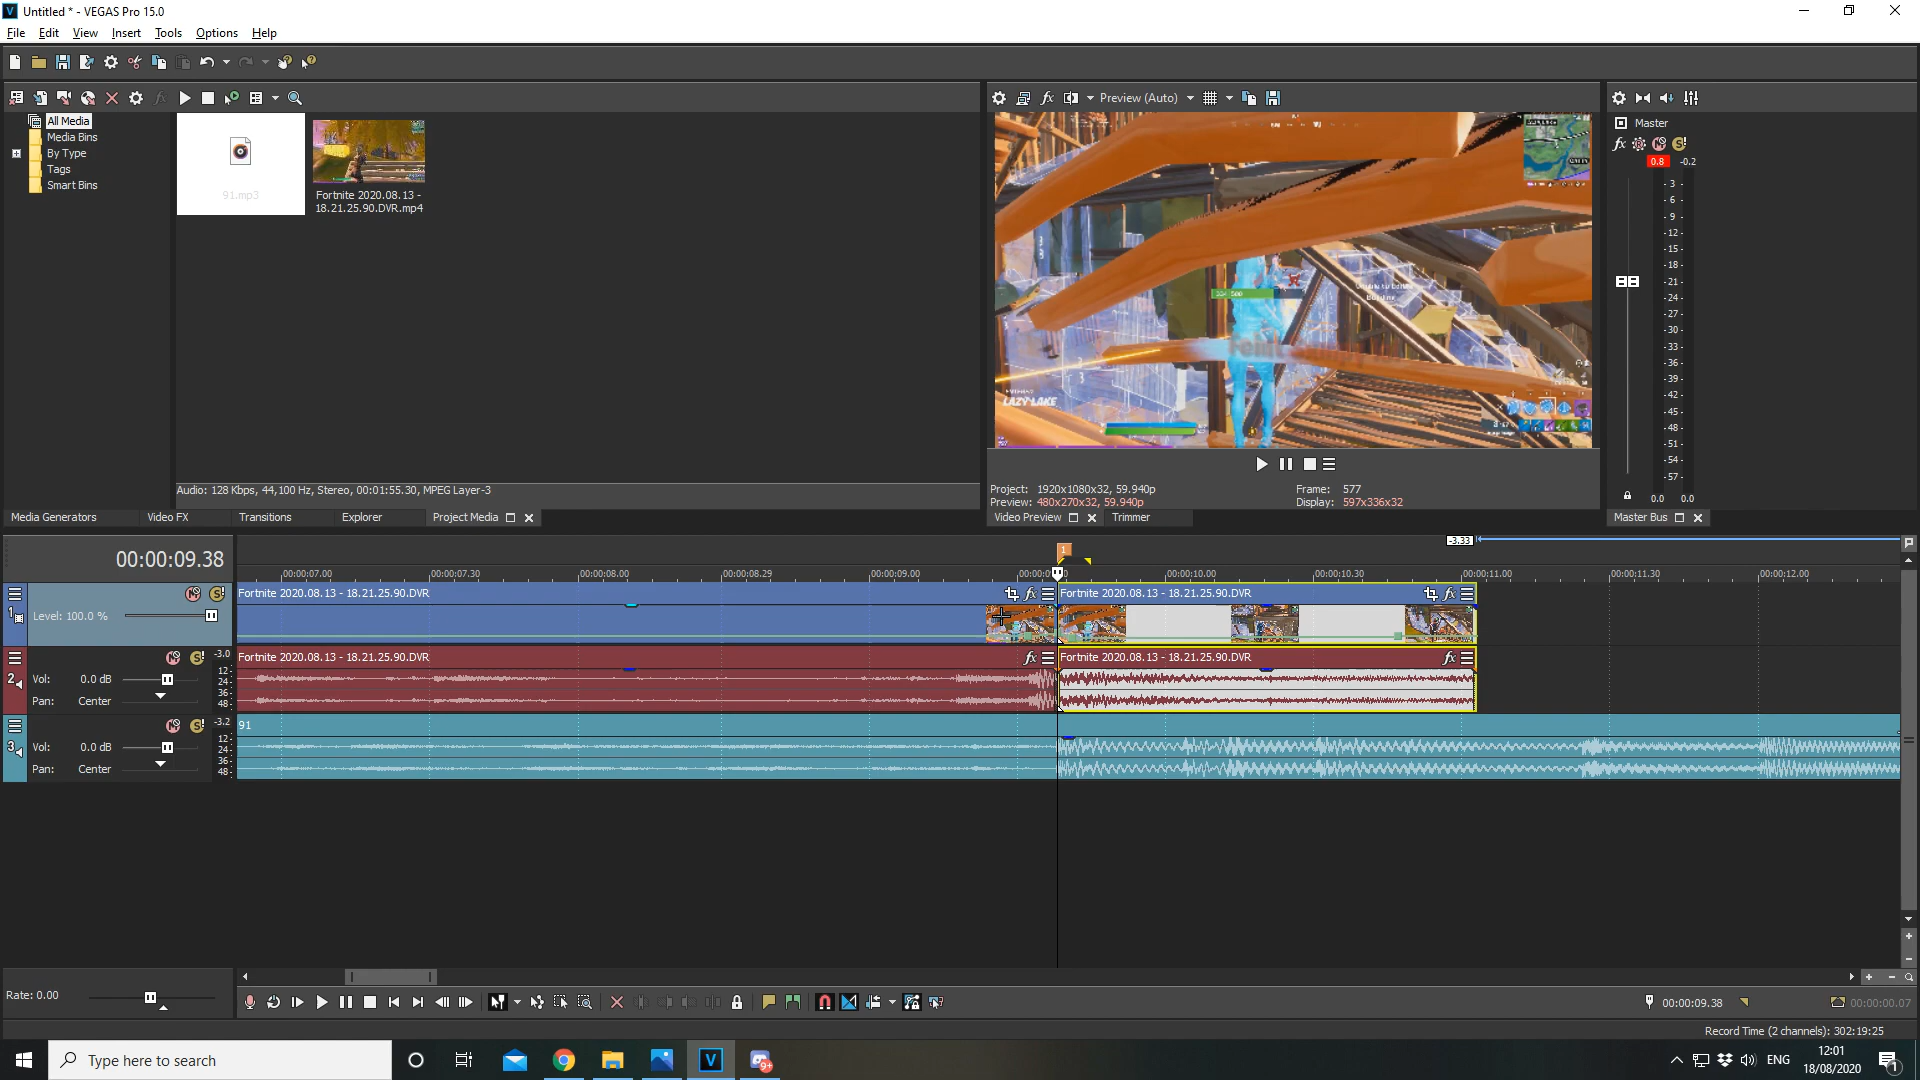 Untitled * - VEGAS Pro 15.0
File Edit View Insert Tools Options Help
Preview (Auto)
All Media
Media Bins
By Type
Tags
Smart Bins
91.mp3
Fortnite 2020.08.13 -
18.21.25.90.DVR.mp4
LAZY LAKE
Master
0.8 -0.2
- 3 -
- 6 -
- 9 -
- 12 -
- 15 -
- 18 -
- 21 -
- 24 -
- 27 -
- 30 -
- 33 -
- 36 -
- 39 -
- 42 -
- 45 -
- 48 -
- 51 -
- 54 -
- 57 -
0.0 0.0
Audio: 128 Kbps, 44,100 Hz, Stereo, 00:01:55.30, MPEG Layer-3
Project: 1920x1080x32, 59.940p
Frame: 577
Preview: 480x270x32, 59.940p
Display: 597x336x32
Media Generators Video FX Transitions Explorer Project Media
Video Preview Trimmer
Master Bus
-3.33
1
00:00:09.38
00:00:07.00 00:00:07.30 00:00:08.00 00:00:08.29 00:00:09.00 00:00:10.00 00:00:10.30 00:00:11.00 00:00:11.30 00:00:12.00
1
Level: 100.0 %
Fortnite 2020.08.13 - 18.21.25.90.DVR
fx
Fortnite 2020.08.13 - 18.21.25.90.DVR
fx
2
Vol: 0.0 dB
Pan: Center
-3.0
12-
24-
36-
48-
Fortnite 2020.08.13 - 18.21.25.90.DVR
fx
Fortnite 2020.08.13 - 18.21.25.90.DVR
fx
3
Vol: 0.0 dB
Pan: Center
-3.2
12-
24-
36-
48-
91
Rate: 0.00
00:00:09.38
00:00:00.07
Record Time (2 channels): 302:19:25
Type here to search
9+
ENG
12:01
18/08/2020
1